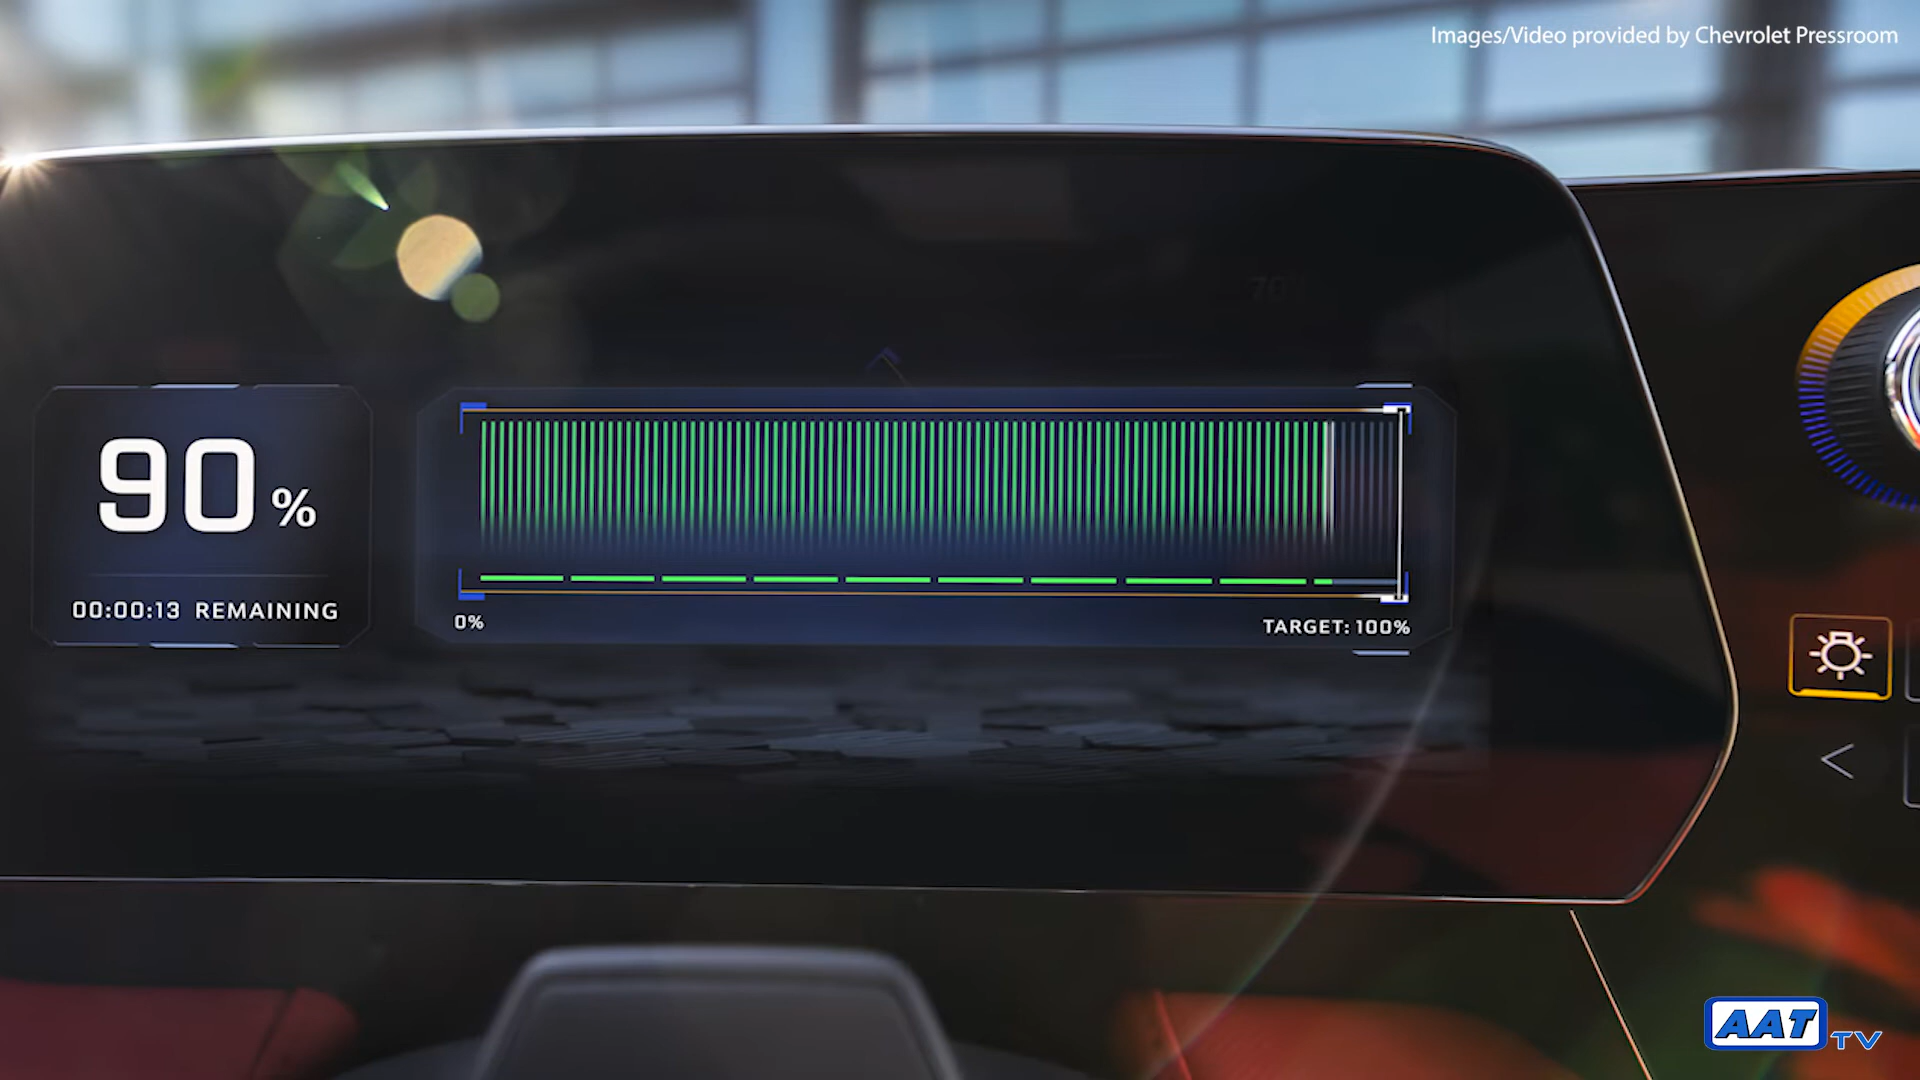 Images/Video provided by Chevrolet Pressroom
90%
00:00:13 REMAINING
0%
TARGET: 100%
AAT TV